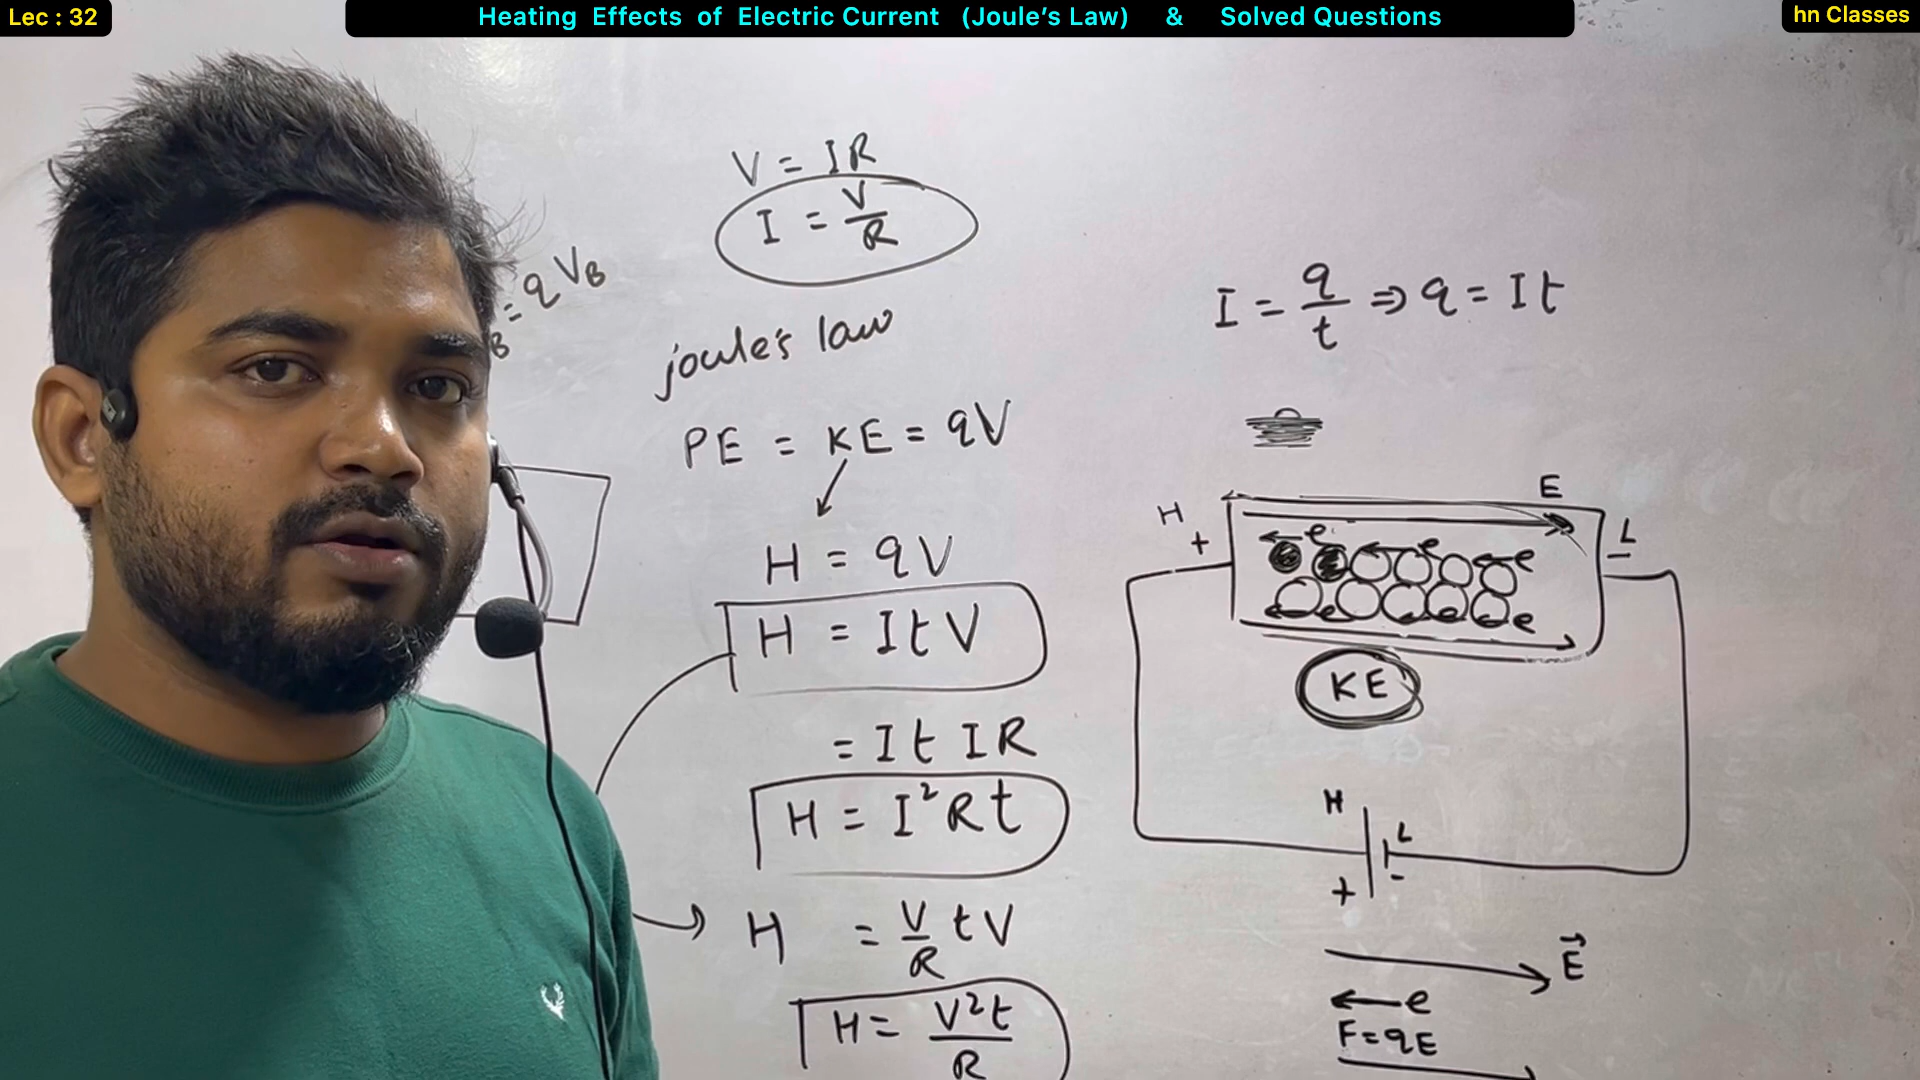 Lec : 32
Heating Effects of Electric Current (Joule's Law) & Solved Questions
hn Classes
V = IR
I = V/R
B = qVB
joule's law
I = q/t ⇒ q = It
PE = KE = qV
H = qV
H = ItV
= It IR
H = I²Rt
H = V/R tV
H = V²t/R
E
H
+
L
–
e e e
e e e e
KE
H
L
+
-
E⃗
e
F = qE